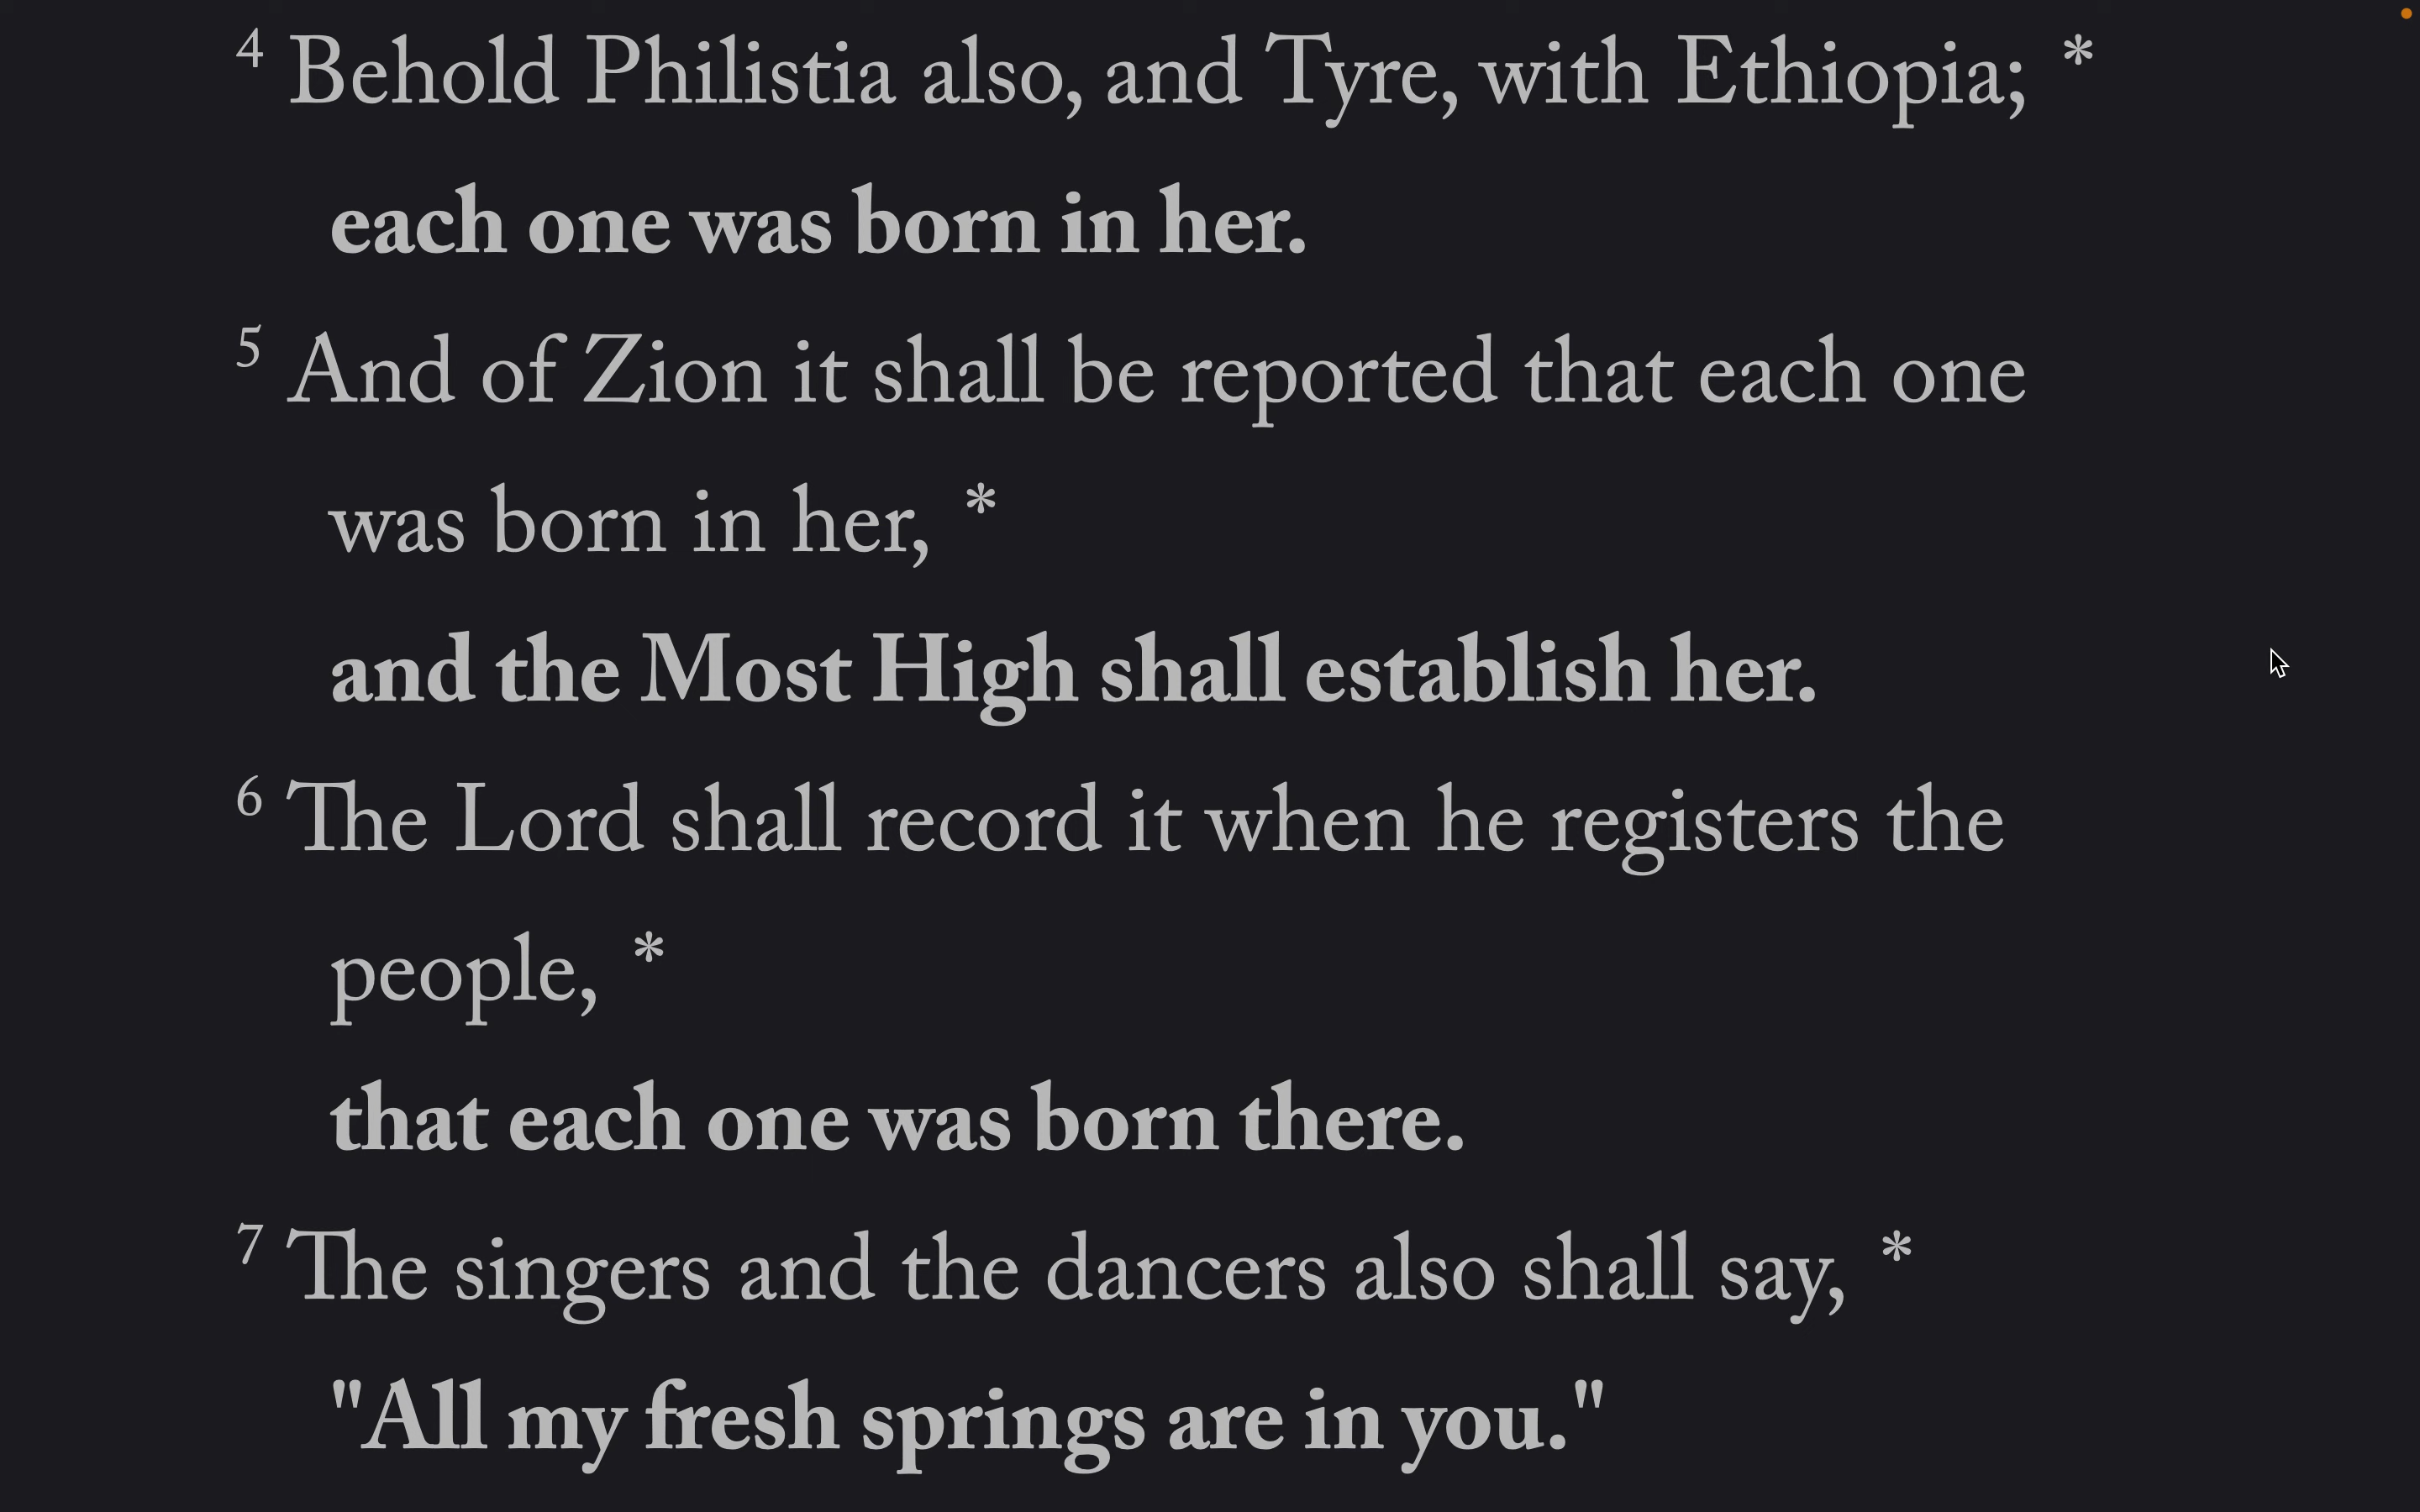 4 Behold Philistia also, and Tyre, with Ethiopia; *
each one was born in her.
5 And of Zion it shall be reported that each one
was born in her, *
and the Most High shall establish her.
6 The Lord shall record it when he registers the
people, *
that each one was born there.
7 The singers and the dancers also shall say, *
"All my fresh springs are in you."